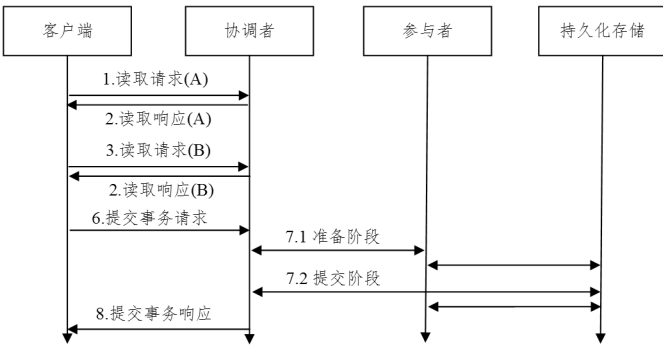 客户端
协调者
参与者
持久化存储
1.读取请求(A)
2.读取响应(A)
3.读取请求(B)
2.读取响应(B)
6.提交事务请求
7.1 准备阶段
7.2 提交阶段
8.提交事务响应